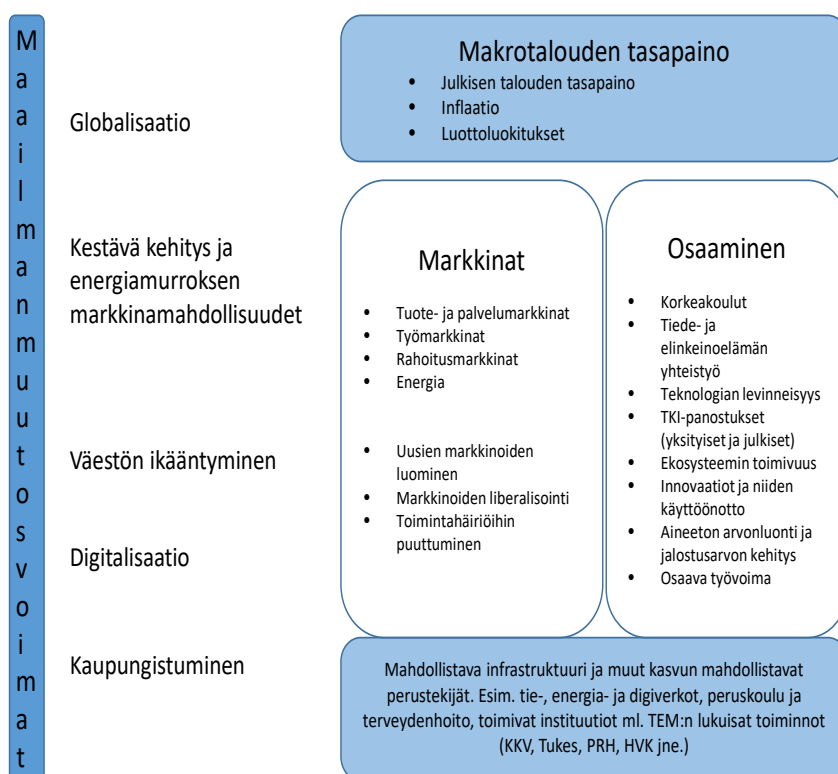 Maailmanmuutosvoimat
Globalisaatio
Kestävä kehitys ja
energiamurroksen
markkinamahdollisuudet
Väestön ikääntyminen
Digitalisaatio
Kaupungistuminen
Makrotalouden tasapaino
• Julkisen talouden tasapaino
• Inflaatio
• Luottoluokitukset
Markkinat
• Tuote- ja palvelumarkkinat
• Työmarkkinat
• Rahoitusmarkkinat
• Energia
• Uusien markkinoiden
luominen
• Markkinoiden liberalisointi
• Toimintahäiriöihin
puuttuminen
Osaaminen
• Korkeakoulut
• Tiede- ja
elinkeinoelämän
yhteistyö
• Teknologian levinneisyys
• TKI-panostukset
(yksityiset ja julkiset)
• Ekosysteemin toimivuus
• Innovaatiot ja niiden
käyttöönotto
• Aineeton arvonluonti ja
jalostusarvon kehitys
• Osaava työvoima
Mahdollistava infrastruktuuri ja muut kasvun mahdollistavat
perustekijät. Esim. tie-, energia- ja digiverkot, peruskoulu ja
terveydenhoito, toimivat instituutiot ml. TEM:n lukuisat toiminnot
(KKV, Tukes, PRH, HVK jne.)